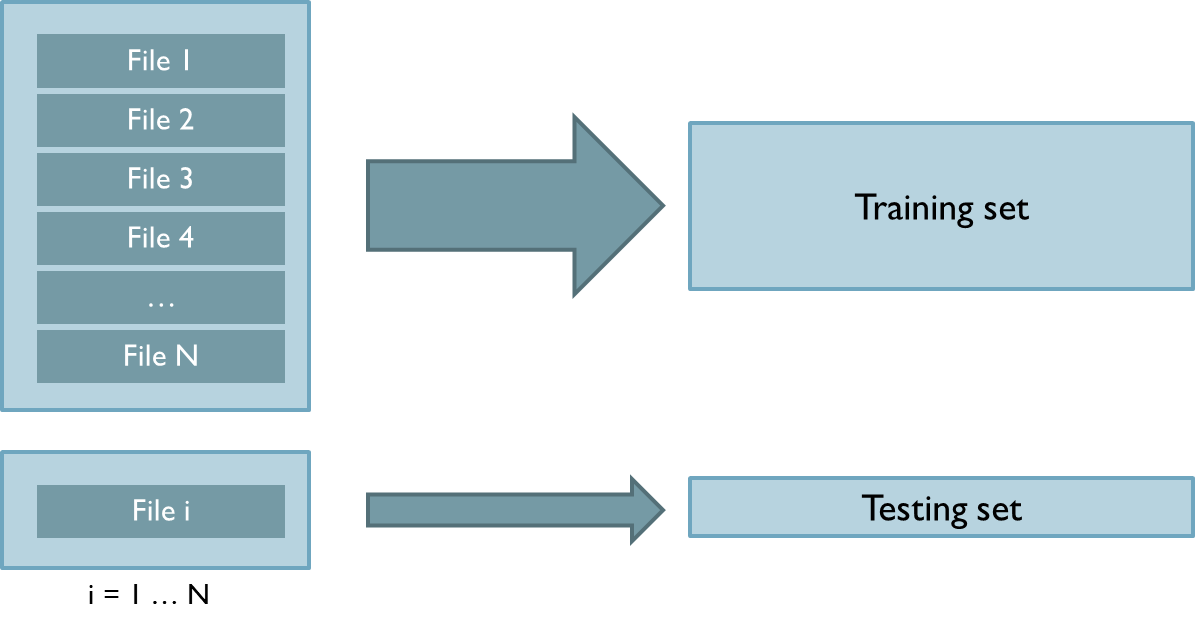 File 1
File 2
File 3
File 4
...
File N
Training set
File i
Testing set
i = 1 ... N